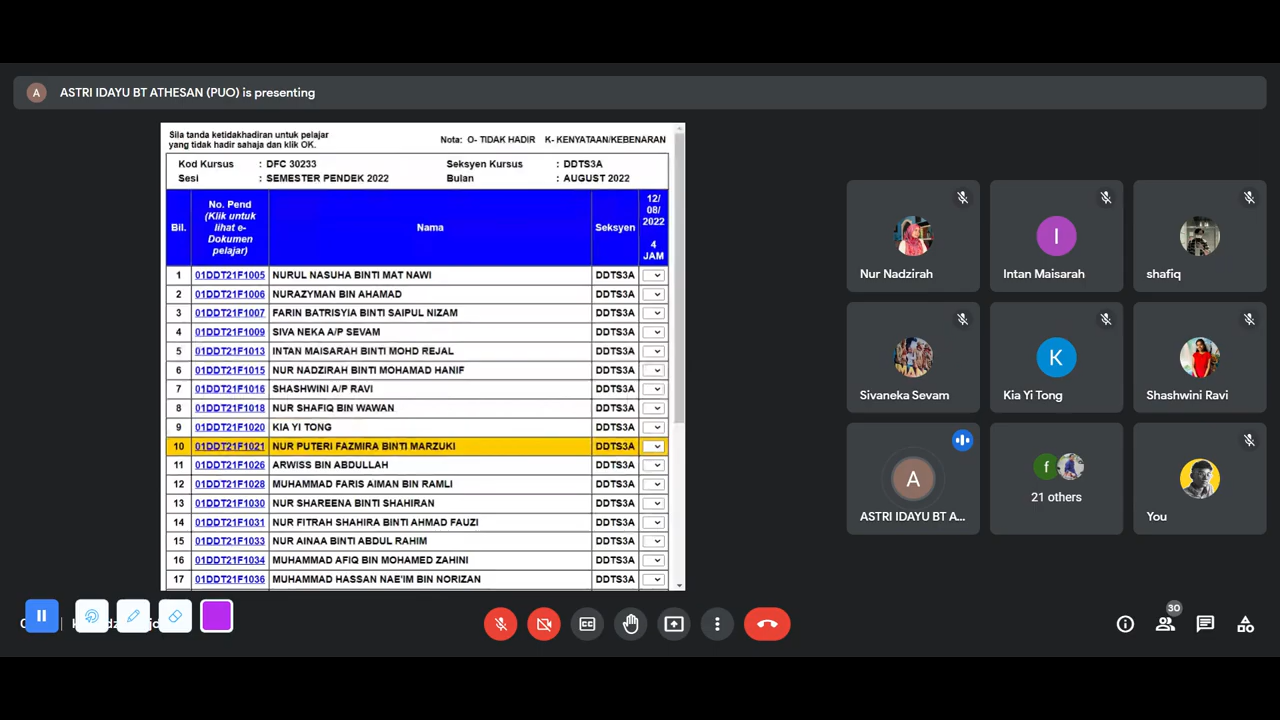 A ASTRI IDAYU BT ATHESAN (PUO) is presenting
Sila tanda ketidakhadiran untuk pelajar
yang tidak hadir sahaja dan klik OK.
Nota: O- TIDAK HADIR K- KENYATAAN/KEBENARAN
Kod Kursus : DFC 30233 Seksyen Kursus : DDTS3A
Sesi : SEMESTER PENDEK 2022 Bulan : AUGUST 2022
Bil.
No. Pend
(Klik untuk
lihat e-
Dokumen
pelajar)
Nama
Seksyen
12/
08/
2022
4
JAM
1 01DDT21F1005 NURUL NASUHA BINTI MAT NAWI DDTS3A
2 01DDT21F1006 NURAZYMAN BIN AHAMAD DDTS3A
3 01DDT21F1007 FARIN BATRISYIA BINTI SAIPUL NIZAM DDTS3A
4 01DDT21F1009 SIVA NEKA A/P SEVAM DDTS3A
5 01DDT21F1013 INTAN MAISARAH BINTI MOHD REJAL DDTS3A
6 01DDT21F1015 NUR NADZIRAH BINTI MOHAMAD HANIF DDTS3A
7 01DDT21F1016 SHASHWINI A/P RAVI DDTS3A
8 01DDT21F1018 NUR SHAFIQ BIN WAWAN DDTS3A
9 01DDT21F1020 KIA YI TONG DDTS3A
10 01DDT21F1021 NUR PUTERI FAZMIRA BINTI MARZUKI DDTS3A
11 01DDT21F1026 ARWISS BIN ABDULLAH DDTS3A
12 01DDT21F1028 MUHAMMAD FARIS AIMAN BIN RAMLI DDTS3A
13 01DDT21F1030 NUR SHAREENA BINTI SHAHIRAN DDTS3A
14 01DDT21F1031 NUR FITRAH SHAHIRA BINTI AHMAD FAUZI DDTS3A
15 01DDT21F1033 NUR AINAA BINTI ABDUL RAHIM DDTS3A
16 01DDT21F1034 MUHAMMAD AFIQ BIN MOHAMED ZAHINI DDTS3A
17 01DDT21F1036 MUHAMMAD HASSAN NAE'IM BIN NORIZAN DDTS3A
Nur Nadzirah
I
Intan Maisarah
shafiq
Sivaneka Sevam
K
Kia Yi Tong
Shashwini Ravi
A
ASTRI IDAYU BT A...
f
21 others
You
CC
30